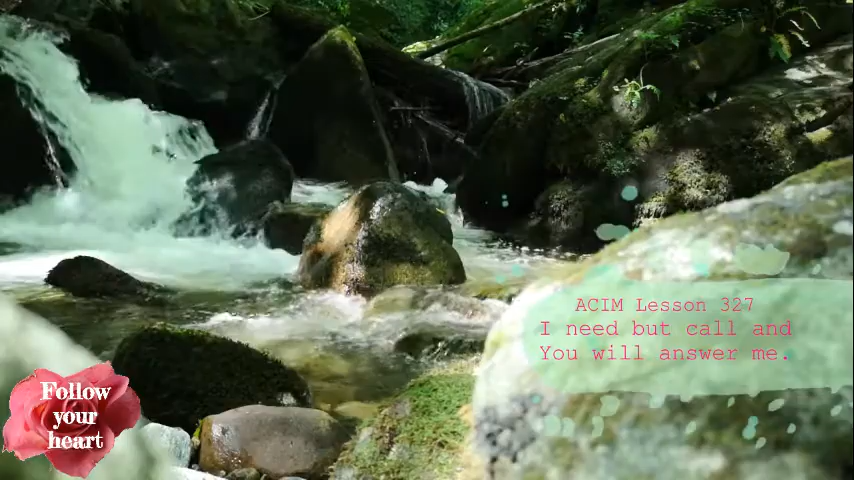 ACIM Lesson 327
I need but call and
You will answer me.
Follow
your
heart